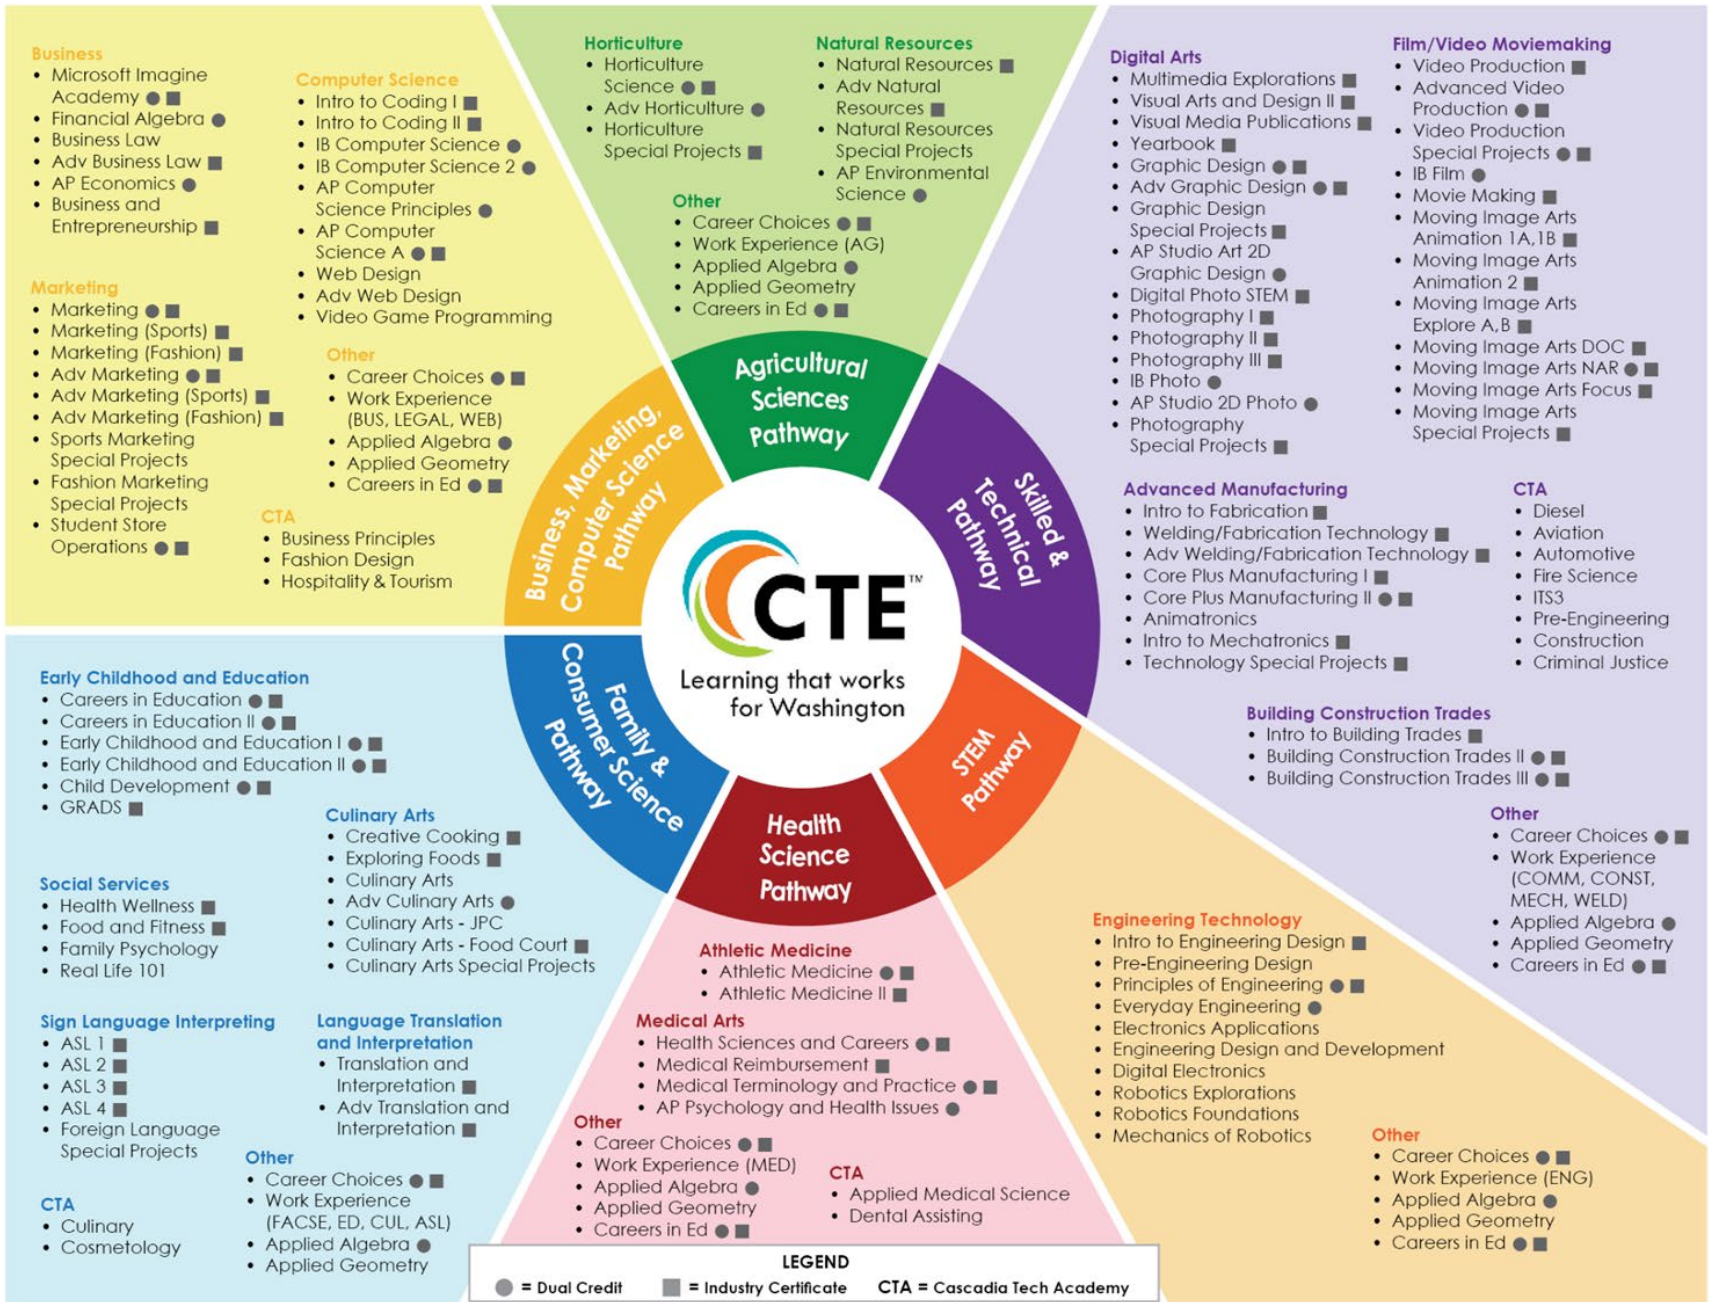 Business
• Microsoft Imagine
Academy ● ■
• Financial Algebra ●
• Business Law
• Adv Business Law ■
• AP Economics ●
• Business and
Entrepreneurship ■
Marketing
• Marketing ● ■
• Marketing (Sports) ■
• Marketing (Fashion) ■
• Adv Marketing ● ■
• Adv Marketing (Sports) ■
• Adv Marketing (Fashion) ■
• Sports Marketing
Special Projects
• Fashion Marketing
Special Projects
• Student Store
Operations ● ■
Computer Science
• Intro to Coding I ■
• Intro to Coding II ■
• IB Computer Science ●
• IB Computer Science 2 ●
• AP Computer
Science Principles ●
• AP Computer
Science A ● ■
• Web Design
• Adv Web Design
• Video Game Programming
Other
• Career Choices ● ■
• Work Experience
(BUS, LEGAL, WEB)
• Applied Algebra ●
• Applied Geometry
• Careers in Ed ● ■
CTA
• Business Principles
• Fashion Design
• Hospitality & Tourism
Business, Marketing,
Computer Science
Pathway
Horticulture
• Horticulture
Science ● ■
• Adv Horticulture ●
• Horticulture
Special Projects ■
Natural Resources
• Natural Resources ■
• Adv Natural
Resources ■
• Natural Resources
Special Projects
• AP Environmental
Science ●
Other
• Career Choices ● ■
• Work Experience (AG)
• Applied Algebra ●
• Applied Geometry
• Careers in Ed ● ■
Agricultural
Sciences
Pathway
Digital Arts
• Multimedia Explorations ■
• Visual Arts and Design II ■
• Visual Media Publications ■
• Yearbook ■
• Graphic Design ● ■
• Adv Graphic Design ● ■
• Graphic Design
Special Projects ■
• AP Studio Art 2D
Graphic Design ●
• Digital Photo STEM ■
• Photography I ■
• Photography II ■
• Photography III ■
• IB Photo ●
• AP Studio 2D Photo ●
• Photography
Special Projects ■
Film/Video Moviemaking
• Video Production ■
• Advanced Video
Production ● ■
• Video Production
Special Projects ● ■
• IB Film ●
• Movie Making ■
• Moving Image Arts
Animation 1A,1B ■
• Moving Image Arts
Animation 2 ■
• Moving Image Arts
Explore A,B ■
• Moving Image Arts DOC ■
• Moving Image Arts NAR ● ■
• Moving Image Arts Focus ■
• Moving Image Arts
Special Projects ■
Advanced Manufacturing
• Intro to Fabrication ■
• Welding/Fabrication Technology ■
• Adv Welding/Fabrication Technology ■
• Core Plus Manufacturing I ■
• Core Plus Manufacturing II ● ■
• Animatronics
• Intro to Mechatronics ■
• Technology Special Projects ■
CTA
• Diesel
• Aviation
• Automotive
• Fire Science
• ITS3
• Pre-Engineering
• Construction
• Criminal Justice
Building Construction Trades
• Intro to Building Trades ■
• Building Construction Trades II ● ■
• Building Construction Trades III ● ■
Other
• Career Choices ● ■
• Work Experience
(COMM, CONST,
MECH, WELD)
• Applied Algebra ●
• Applied Geometry
• Careers in Ed ● ■
Skilled &
Technical
Pathway
CTE™
Learning that works
for Washington
Early Childhood and Education
• Careers in Education ● ■
• Careers in Education II ● ■
• Early Childhood and Education I ● ■
• Early Childhood and Education II ● ■
• Child Development ● ■
• GRADS ■
Culinary Arts
• Creative Cooking ■
• Exploring Foods ■
• Culinary Arts
• Adv Culinary Arts ●
• Culinary Arts - JPC
• Culinary Arts - Food Court ■
• Culinary Arts Special Projects
Social Services
• Health Wellness ■
• Food and Fitness ■
• Family Psychology
• Real Life 101
Sign Language Interpreting
• ASL 1 ■
• ASL 2 ■
• ASL 3 ■
• ASL 4 ■
• Foreign Language
Special Projects
Language Translation
and Interpretation
• Translation and
Interpretation ■
• Adv Translation and
Interpretation ■
CTA
• Culinary
• Cosmetology
Other
• Career Choices ● ■
• Work Experience
(FACSE, ED, CUL, ASL)
• Applied Algebra ●
• Applied Geometry
Family &
Consumer Science
Pathway
Health
Science
Pathway
Athletic Medicine
• Athletic Medicine ● ■
• Athletic Medicine II ■
Medical Arts
• Health Sciences and Careers ● ■
• Medical Reimbursement ■
• Medical Terminology and Practice ● ■
• AP Psychology and Health Issues ●
Other
• Career Choices ● ■
• Work Experience (MED)
• Applied Algebra ●
• Applied Geometry
• Careers in Ed ● ■
CTA
• Applied Medical Science
• Dental Assisting
STEM
Pathway
Engineering Technology
• Intro to Engineering Design ■
• Pre-Engineering Design
• Principles of Engineering ● ■
• Everyday Engineering ●
• Electronics Applications
• Engineering Design and Development
• Digital Electronics
• Robotics Explorations
• Robotics Foundations
• Mechanics of Robotics
Other
• Career Choices ● ■
• Work Experience (ENG)
• Applied Algebra ●
• Applied Geometry
• Careers in Ed ● ■
LEGEND
● = Dual Credit ■ = Industry Certificate CTA = Cascadia Tech Academy